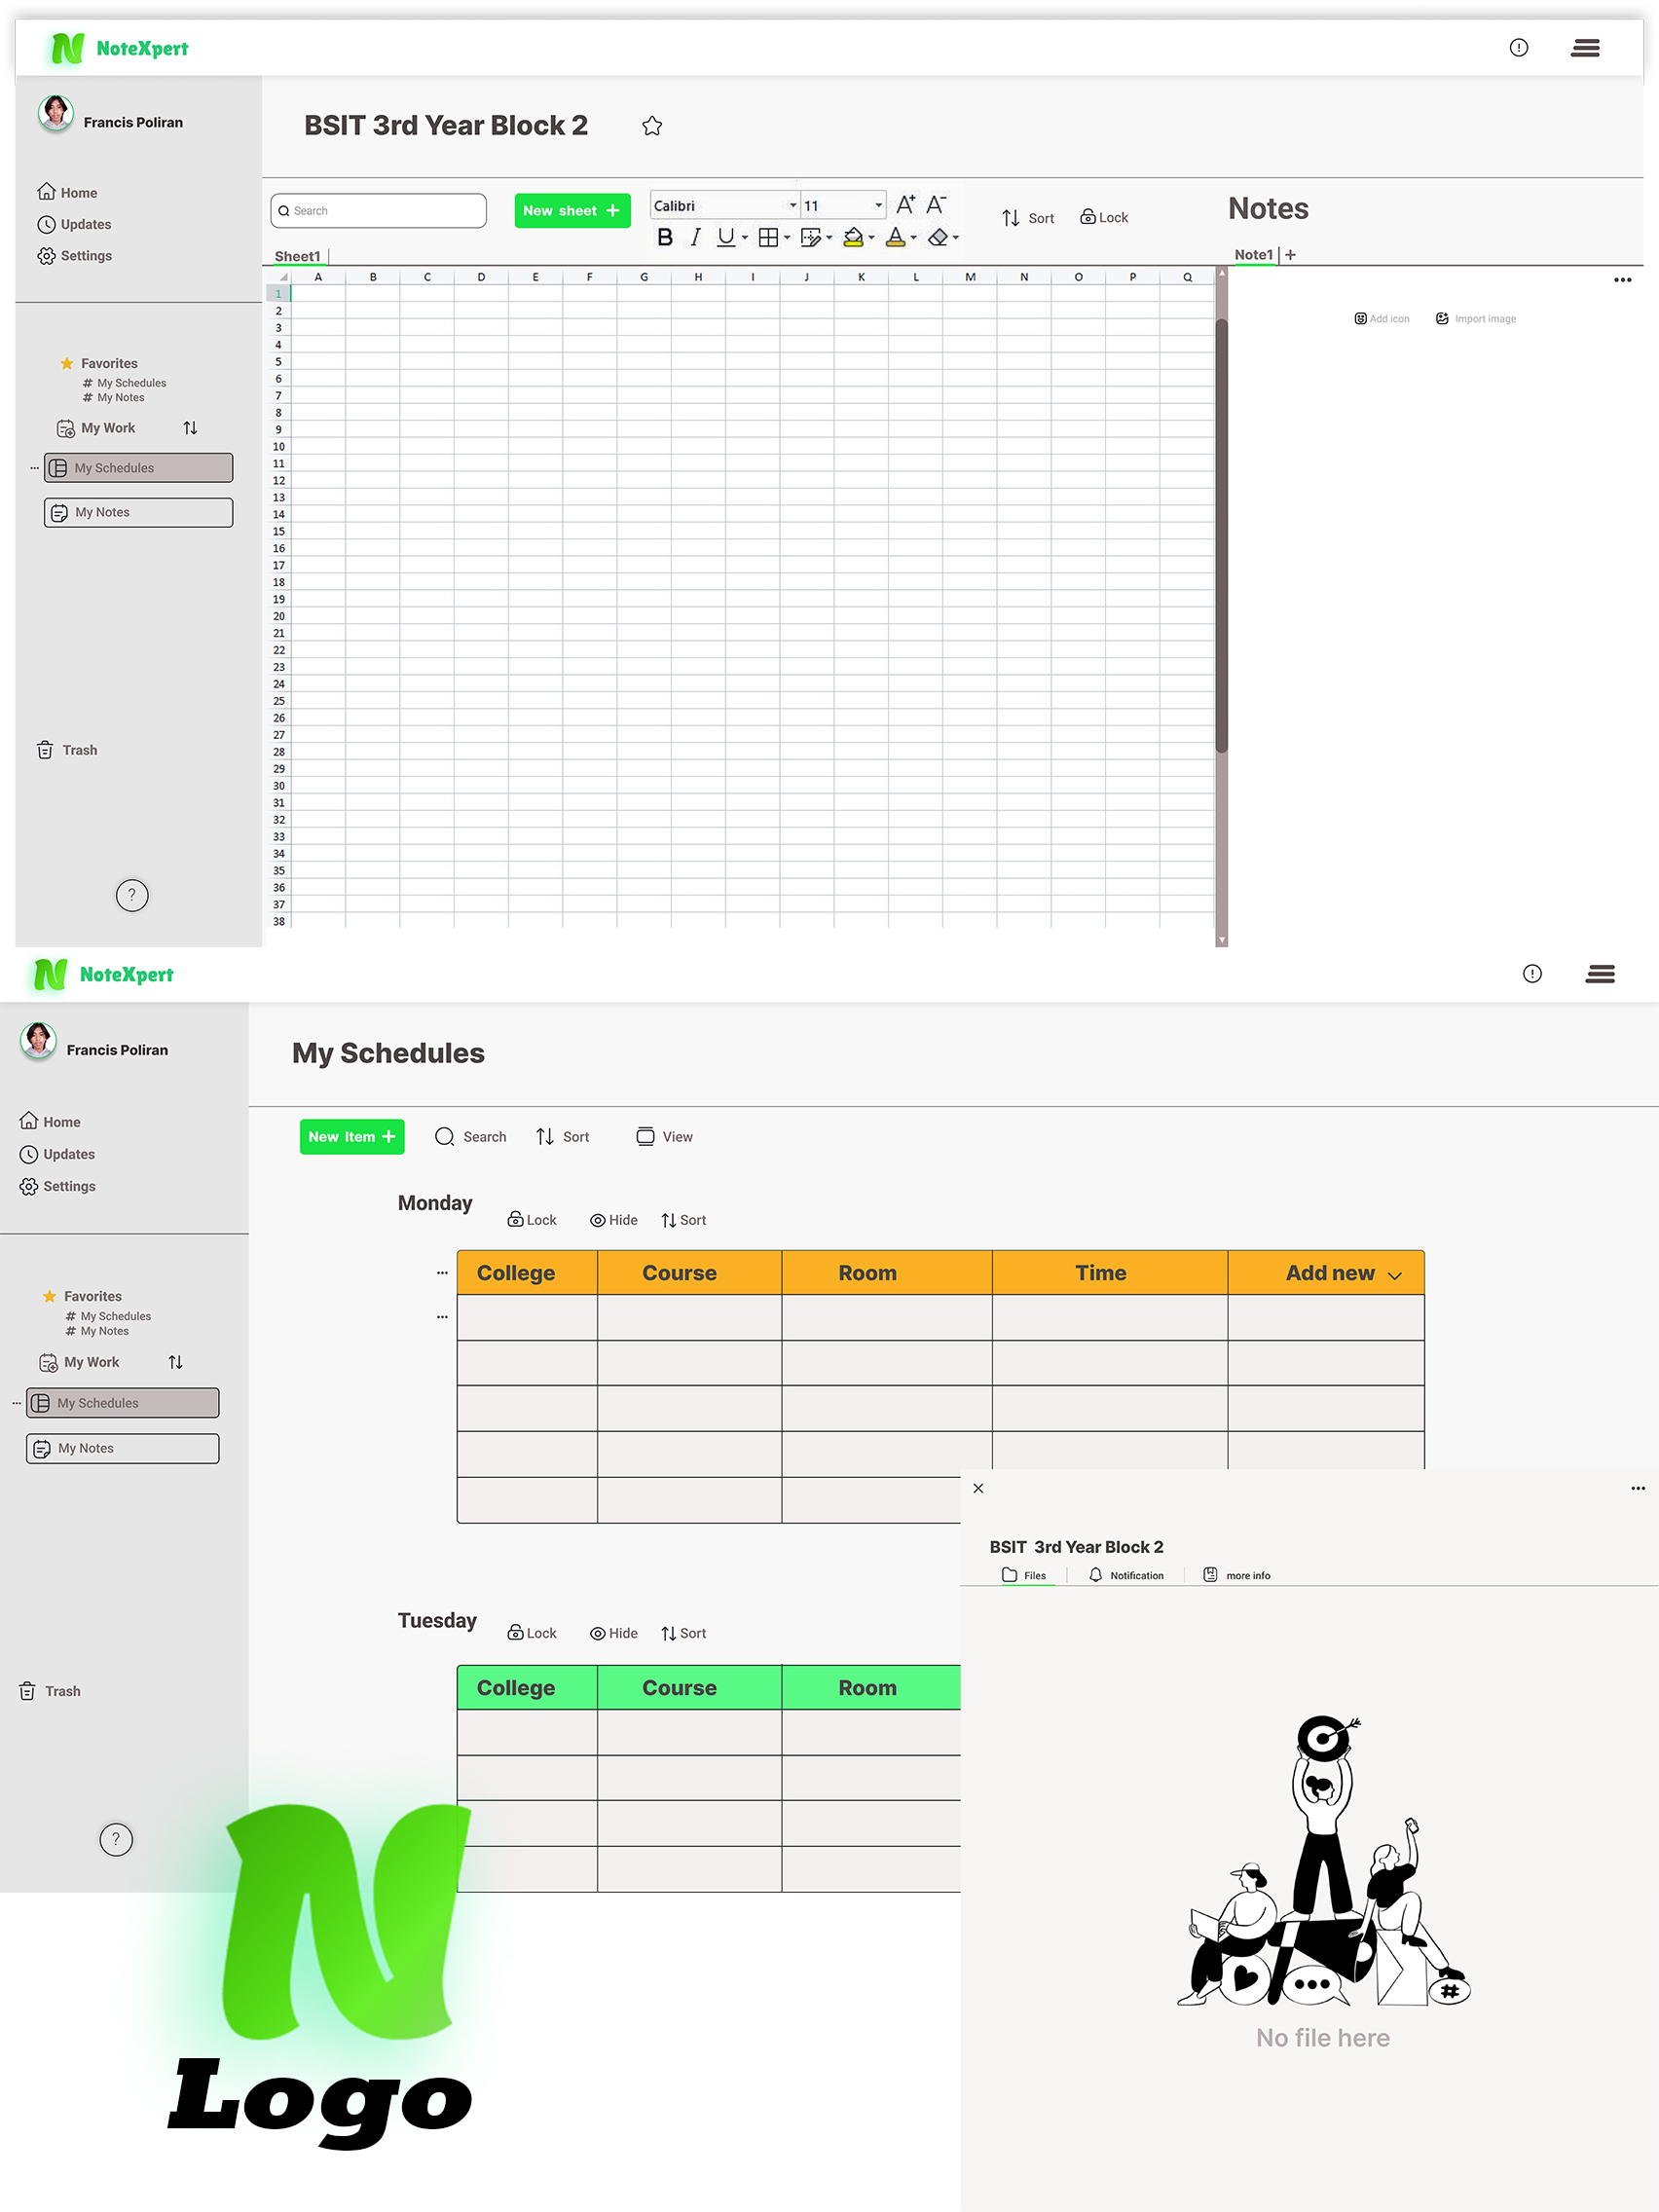 N NoteXpert
Francis Poliran
BSIT 3rd Year Block 2
Home
Updates
Settings
Search
New sheet +
Calibri 11 A+ A-
B I U A
Sort
Lock
Notes
Sheet1
Note1 +
A B C D E F G H I J K L M N O P Q
1
2
3
4
5
6
7
8
9
10
11
12
13
14
15
16
17
18
19
20
21
22
23
24
25
26
27
28
29
30
31
32
33
34
35
36
37
38
Add icon Import image
Favorites
# My Schedules
# My Notes
My Work
My Schedules
My Notes
Trash
?
N NoteXpert
Francis Poliran
My Schedules
Home
Updates
Settings
New Item +
Search
Sort
View
Monday
Lock Hide Sort
College Course Room Time Add new
Favorites
# My Schedules
# My Notes
My Work
My Schedules
My Notes
Trash
?
Tuesday
Lock Hide Sort
College Course Room
BSIT 3rd Year Block 2
Files Notification more info
#
No file here
N
Logo